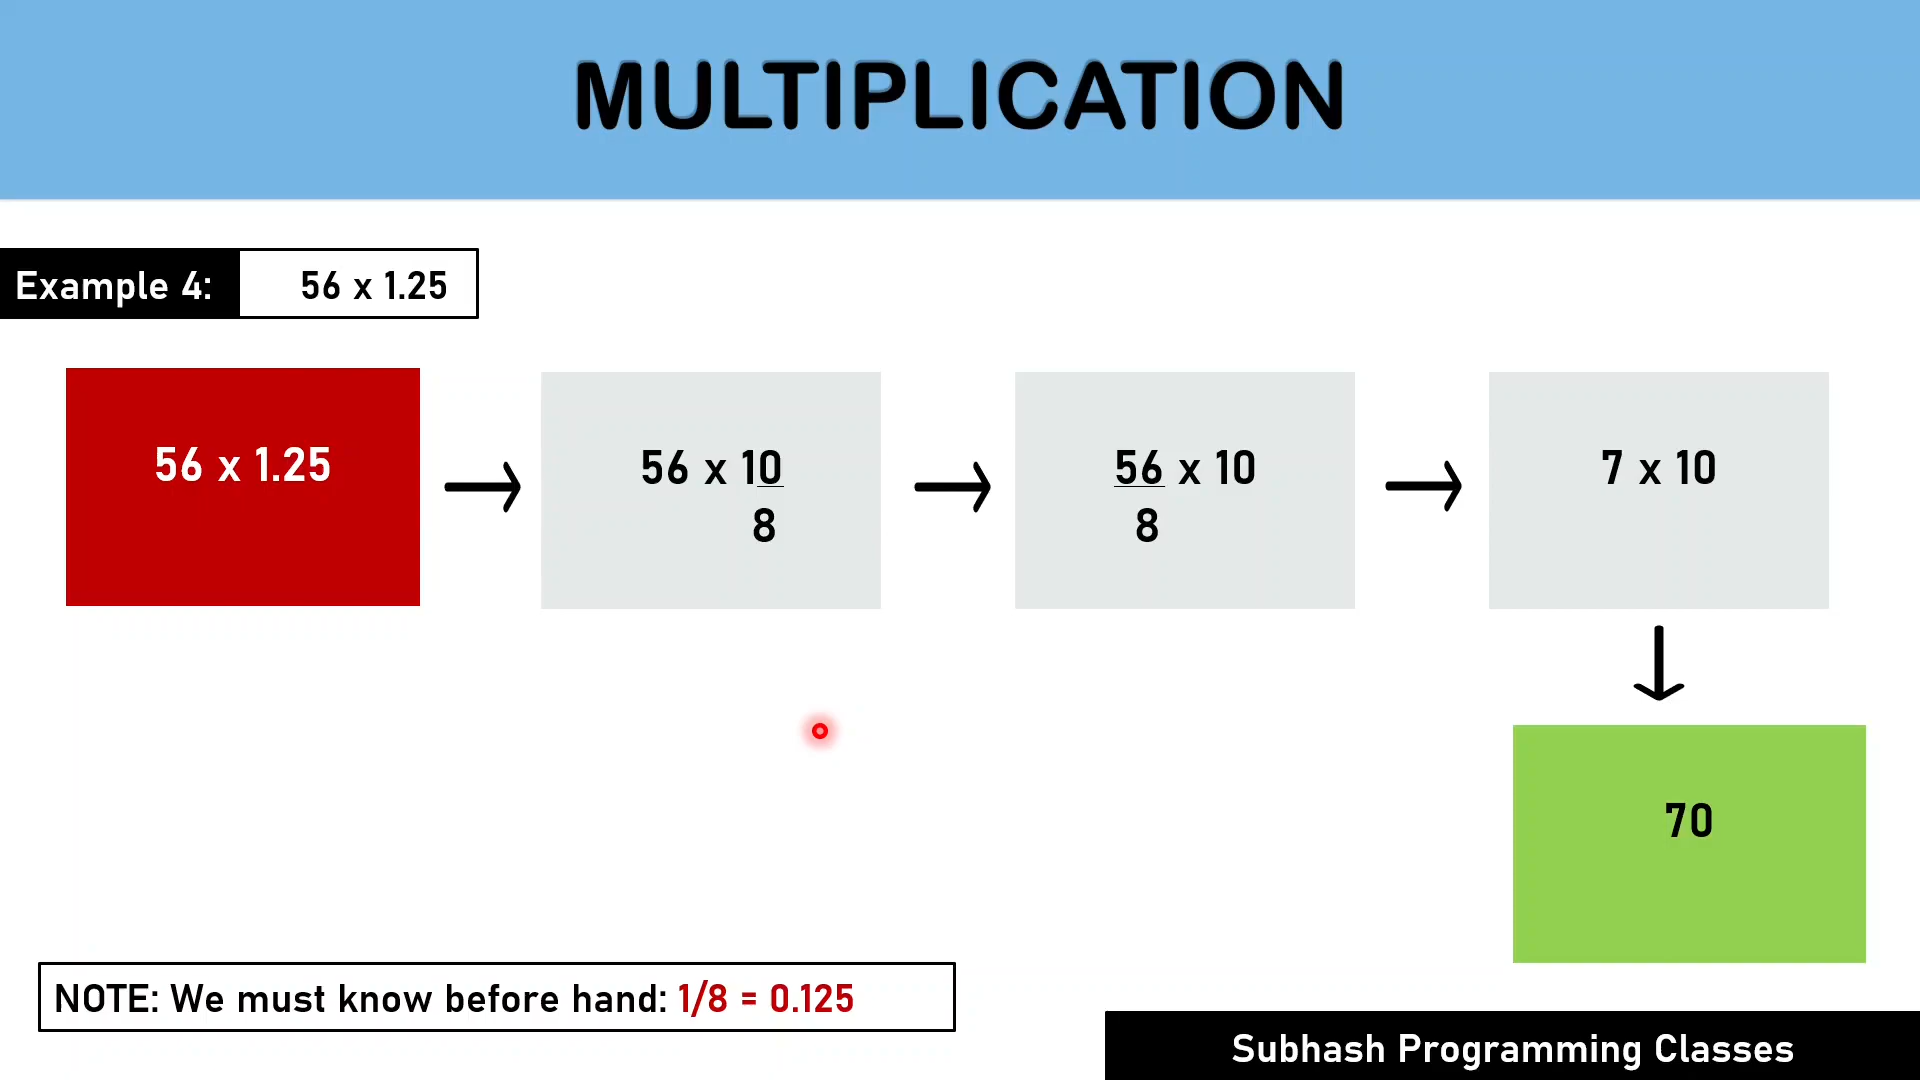 MULTIPLICATION
Example 4: 56 x 1.25
56 x 1.25
56 x 10
8
56 x 10
8
7 x 10
70
NOTE: We must know before hand: 1/8 = 0.125
Subhash Programming Classes